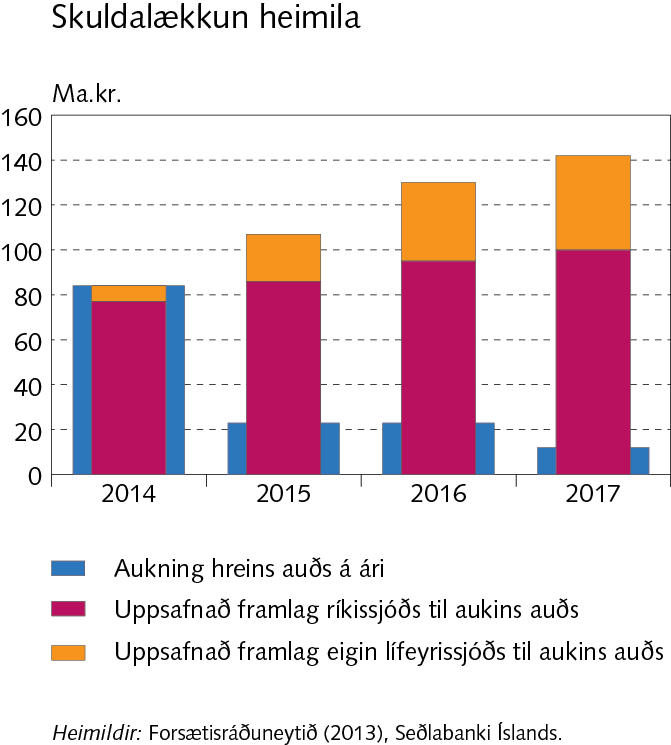 Skuldalækkun heimila
Ma.kr.
160
140
120
100
80
60
40
20
0
2014 2015 2016 2017
Aukning hreins auðs á ári
Uppsafnað framlag ríkissjóðs til aukins auðs
Uppsafnað framlag eigin lífeyrissjóðs til aukins auðs
Heimildir: Forsætisráðuneytið (2013), Seðlabanki Íslands.